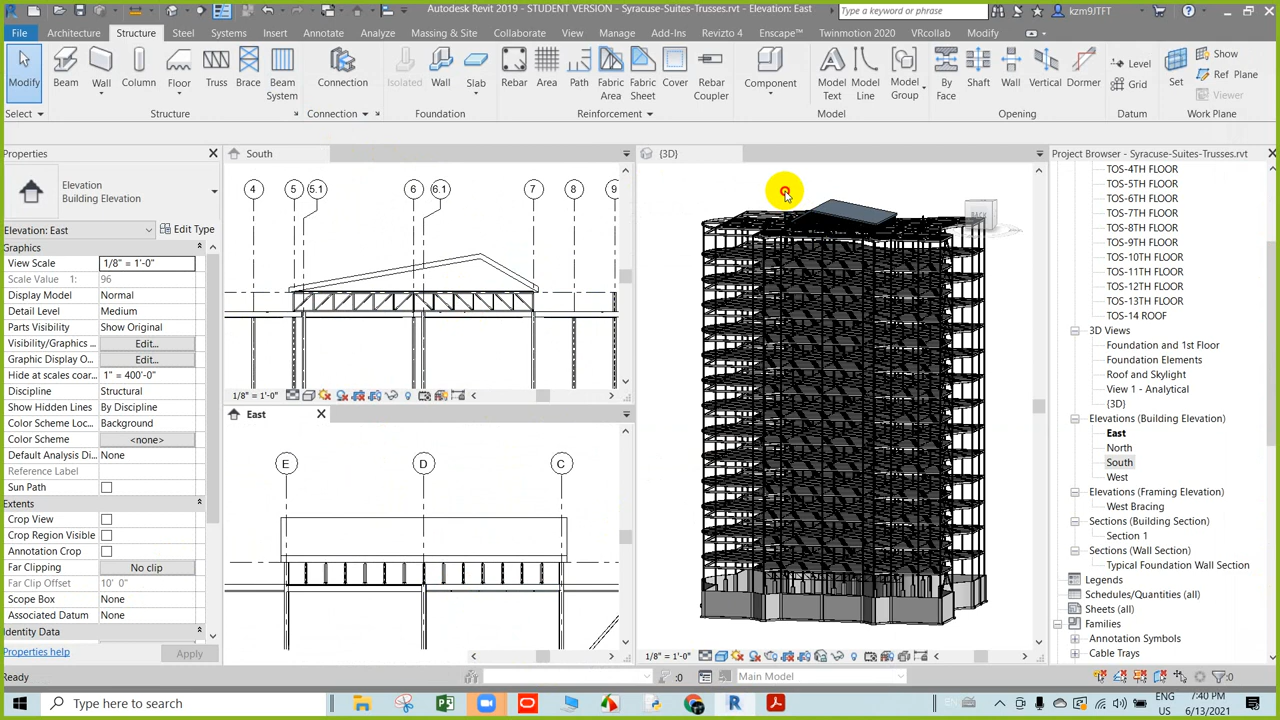 Autodesk Revit 2019 - STUDENT VERSION - Syracuse-Suites-Trusses.rvt - Elevation: East
Type a keyword or phrase
kzm9JTFT
File Architecture Structure Steel Systems Insert Annotate Analyze Massing & Site Collaborate View Manage Add-Ins Revizto 4 Enscape™ Twinmotion 2020 VRcollab Modify
Modify Beam Wall Column Floor Truss Brace Beam System Connection Isolated Wall Slab Rebar Area Path Fabric Area Fabric Sheet Cover Rebar Coupler Component Model Text Model Line Model Group By Face Shaft Wall Vertical Dormer Level Grid Set Show Ref Plane Viewer
Select Structure Connection Foundation Reinforcement Model Opening Datum Work Plane
Properties
Elevation
Building Elevation
Elevation: East
Edit Type
Graphics
View Scale 1/8" = 1'-0"
Scale Value 1: 96
Display Model Normal
Detail Level Medium
Parts Visibility Show Original
Visibility/Graphics Edit...
Graphic Display O... Edit...
Hide at scales coar... 1" = 400'-0"
Discipline Structural
Show Hidden Lines By Discipline
Color Scheme Loc... Background
Color Scheme <none>
Default Analysis Di... None
Reference Label
Sun Path
Extents
Crop View
Crop Region Visible
Annotation Crop
Far Clipping No clip
Far Clip Offset 10' 0"
Scope Box None
Associated Datum None
Identity Data
Properties help
Apply
South
4 5 5.1 6 6.1 7 8 9
1/8" = 1'-0"
East
E D C
{3D}
BACK
1/8" = 1'-0"
Project Browser - Syracuse-Suites-Trusses.rvt
TOS-4TH FLOOR
TOS-5TH FLOOR
TOS-6TH FLOOR
TOS-7TH FLOOR
TOS-8TH FLOOR
TOS-9TH FLOOR
TOS-10TH FLOOR
TOS-11TH FLOOR
TOS-12TH FLOOR
TOS-13TH FLOOR
TOS-14 ROOF
3D Views
Foundation and 1st Floor
Foundation Elements
Roof and Skylight
View 1 - Analytical
{3D}
Elevations (Building Elevation)
East
North
South
West
Elevations (Framing Elevation)
West Bracing
Sections (Building Section)
Section 1
Sections (Wall Section)
Typical Foundation Wall Section
Legends
Schedules/Quantities (all)
Sheets (all)
Families
Annotation Symbols
Cable Trays
Ready
:0
Main Model
:0
Type here to search
ENG
US
7:40 PM
6/13/2021